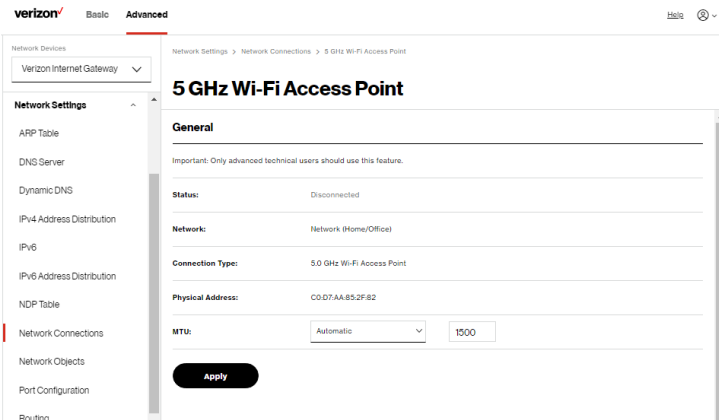 verizon Basic Advanced Help
Network Devices
Verizon Internet Gateway
Network Settings
ARP Table
DNS Server
Dynamic DNS
IPv4 Address Distribution
IPv6
IPv6 Address Distribution
NDP Table
Network Connections
Network Objects
Port Configuration
Routing
Network Settings > Network Connections > 5 GHz Wi-Fi Access Point
5 GHz Wi-Fi Access Point
General
Important: Only advanced technical users should use this feature.
Status: Disconnected
Network: Network (Home/Office)
Connection Type: 5.0 GHz Wi-Fi Access Point
Physical Address: C0:D7:AA:85:2F:82
MTU: Automatic 1500
Apply